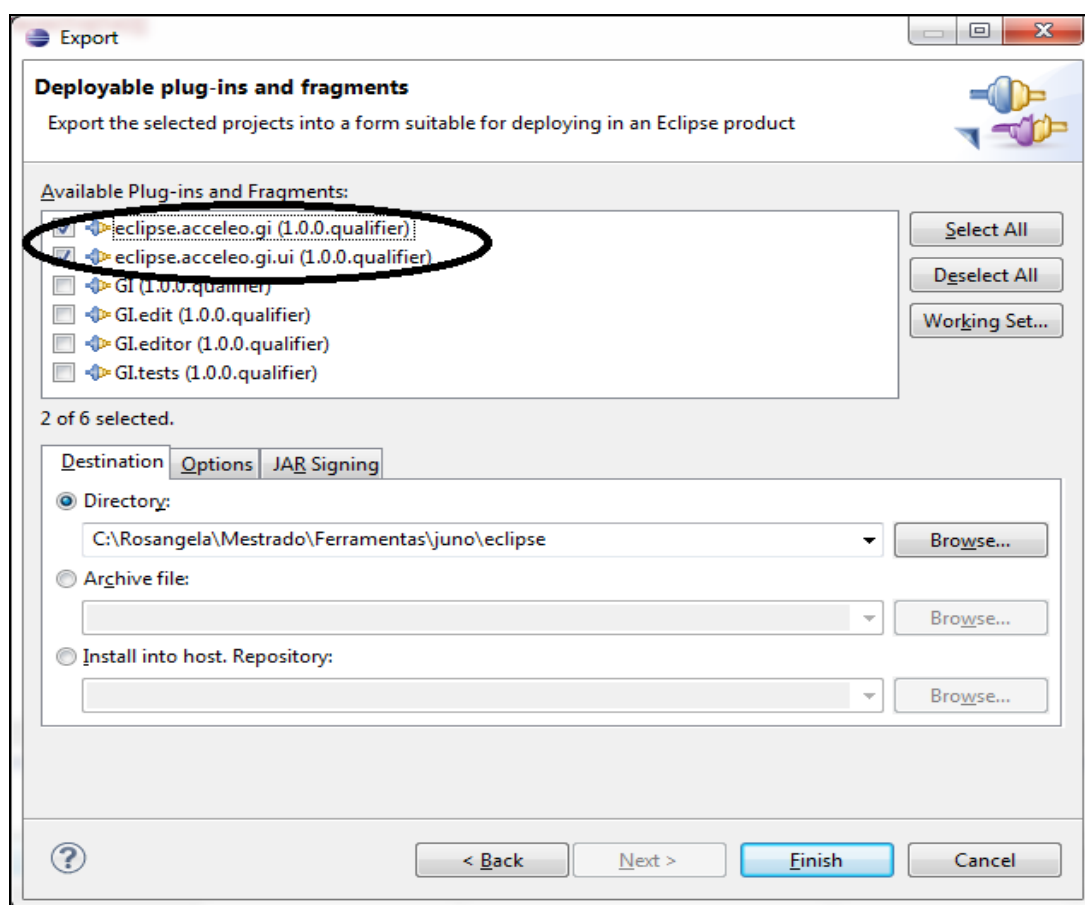 Export
Deployable plug-ins and fragments
Export the selected projects into a form suitable for deploying in an Eclipse product
Available Plug-ins and Fragments:
eclipse.acceleo.gi (1.0.0.qualifier)
Select All
eclipse.acceleo.gi.ui (1.0.0.qualifier)
Deselect All
GI (1.0.0.qualifier)
GI.edit (1.0.0.qualifier)
Working Set...
GI.editor (1.0.0.qualifier)
GI.tests (1.0.0.qualifier)
2 of 6 selected.
Destination Options JAR Signing
Directory:
C:\Rosangela\Mestrado\Ferramentas\juno\eclipse Browse...
Archive file:
Browse...
Install into host. Repository:
Browse...
? < Back Next > Finish Cancel